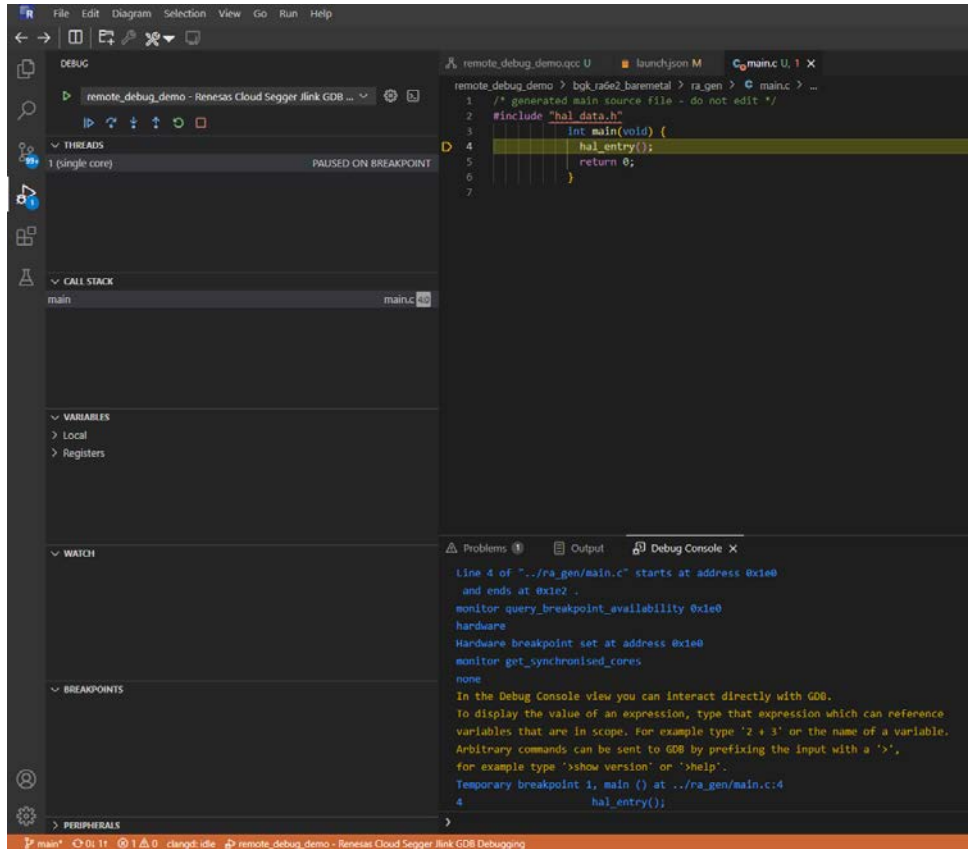 File Edit Diagram Selection View Go Run Help
DEBUG
remote_debug_demo - Renesas Cloud Segger Jlink GDB ...
THREADS
1 (single core) PAUSED ON BREAKPOINT
CALL STACK
main main.c 4:0
VARIABLES
Local
Registers
WATCH
BREAKPOINTS
PERIPHERALS
99+
1
remote_debug_demo.qcc U launch.json M main.c U, 1
remote_debug_demo > bgk_ra6e2_baremetal > ra_gen > C main.c > ...
1 /* generated main source file - do not edit */
2 #include "hal_data.h"
3 int main(void) {
4 hal_entry();
5 return 0;
6 }
7
Problems 1 Output Debug Console
Line 4 of "../ra_gen/main.c" starts at address 0x1e0
and ends at 0x1e2 .
monitor query_breakpoint_availability 0x1e0
hardware
Hardware breakpoint set at address 0x1e0
monitor get_synchronised_cores
none
In the Debug Console view you can interact directly with GDB.
To display the value of an expression, type that expression which can reference
variables that are in scope. For example type '2 + 3' or the name of a variable.
Arbitrary commands can be sent to GDB by prefixing the input with a '>',
for example type '>show version' or '>help'.
Temporary breakpoint 1, main () at ../ra_gen/main.c:4
4 hal_entry();
>
main* 0↓ 1↑ 1 0 clangd: idle remote_debug_demo - Renesas Cloud Segger Jlink GDB Debugging